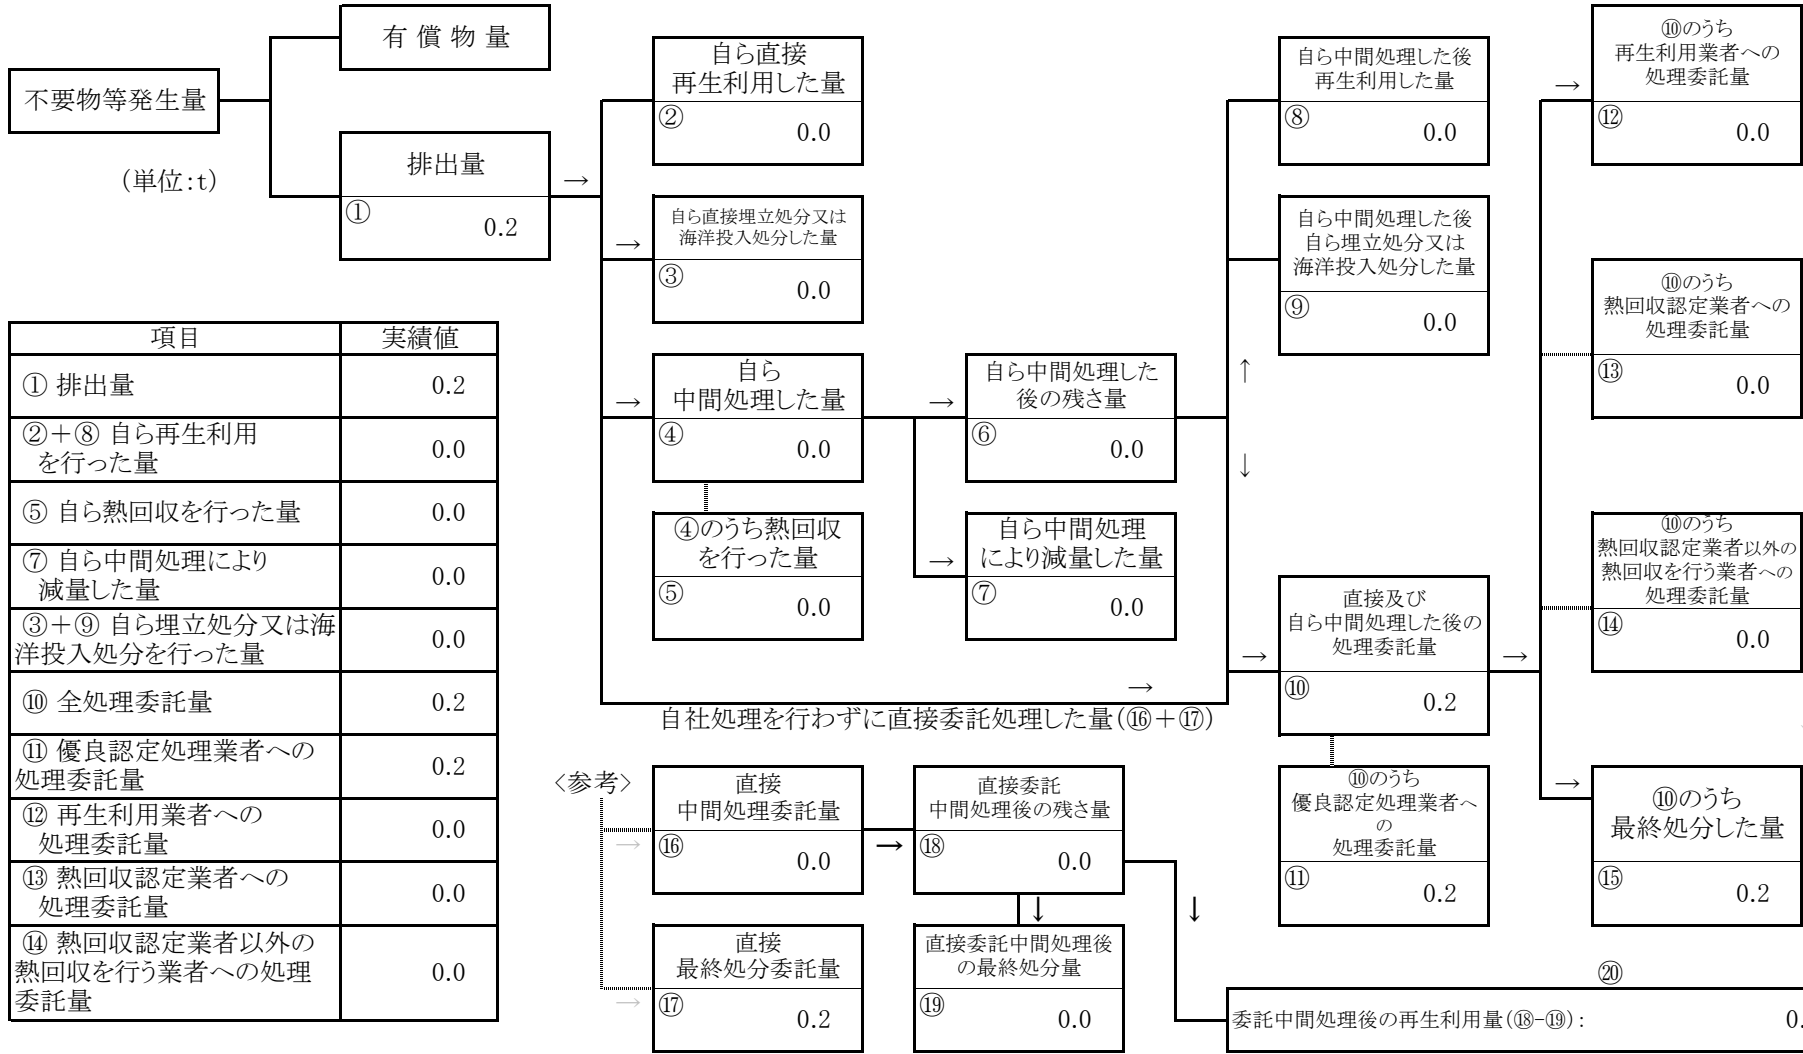 不要物等発生量
有 償 物 量
排出量
① 0.2
(単位:t)
→
自ら直接
再生利用した量
② 0.0
→
自ら直接埋立処分又は
海洋投入処分した量
③ 0.0
→
自ら
中間処理した量
④ 0.0
④のうち熱回収
を行った量
⑤ 0.0
→
自ら中間処理した
後の残さ量
⑥ 0.0
→
自ら中間処理
により減量した量
⑦ 0.0
↑
↓
自ら中間処理した後
再生利用した量
⑧ 0.0
自ら中間処理した後
自ら埋立処分又は
海洋投入処分した量
⑨ 0.0
→
自社処理を行わずに直接委託処理した量(⑯+⑰)
→
直接及び
自ら中間処理した後の
処理委託量
⑩ 0.2
⑩のうち
優良認定処理業者へ
の
処理委託量
⑪ 0.2
→
→
⑩のうち
再生利用業者への
処理委託量
⑫ 0.0
⑩のうち
熱回収認定業者への
処理委託量
⑬ 0.0
⑩のうち
熱回収認定業者以外の
熱回収を行う業者への
処理委託量
⑭ 0.0
→
⑩のうち
最終処分した量
⑮ 0.2
項目 実績値
① 排出量 0.2
②+⑧ 自ら再生利用
を行った量 0.0
⑤ 自ら熱回収を行った量 0.0
⑦ 自ら中間処理により
減量した量 0.0
③+⑨ 自ら埋立処分又は海
洋投入処分を行った量 0.0
⑩ 全処理委託量 0.2
⑪ 優良認定処理業者への
処理委託量 0.2
⑫ 再生利用業者への
処理委託量 0.0
⑬ 熱回収認定業者への
処理委託量 0.0
⑭ 熱回収認定業者以外の
熱回収を行う業者への処理
委託量 0.0
<参考>
→
直接
中間処理委託量
⑯ 0.0
→
直接
最終処分委託量
⑰ 0.2
→
直接委託
中間処理後の残さ量
⑱ 0.0
↓
直接委託中間処理後
の最終処分量
⑲ 0.0
↓
⑳
委託中間処理後の再生利用量(⑱-⑲): 0.